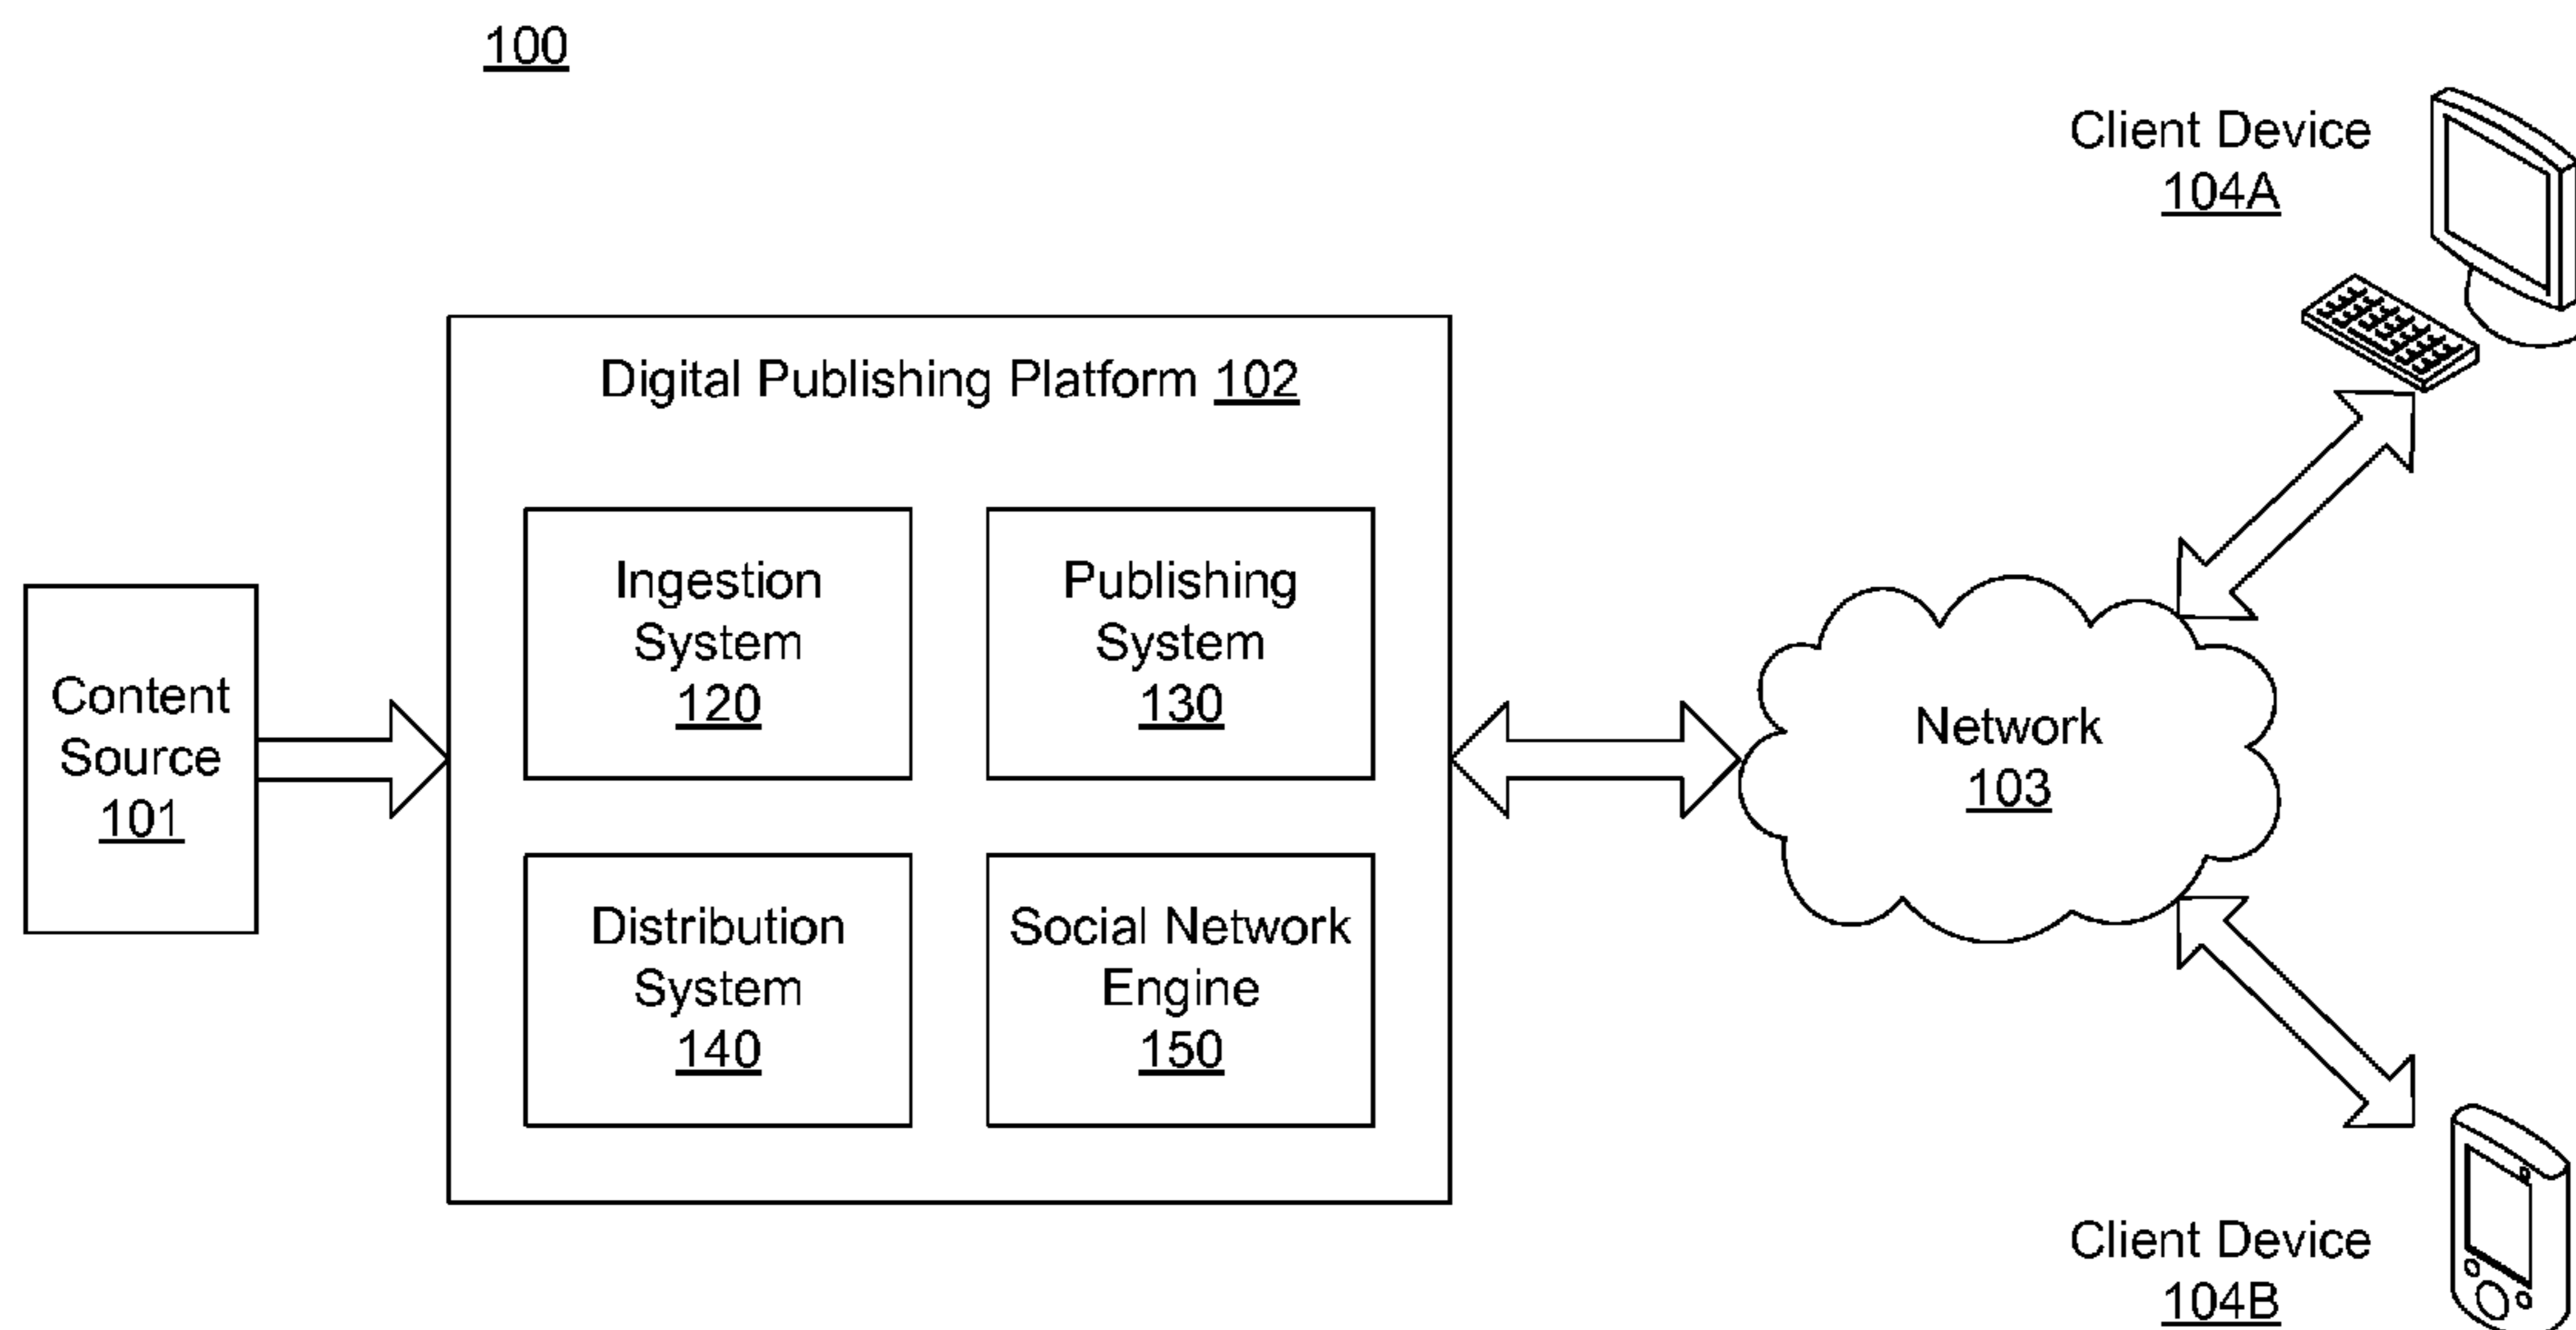 100
Client Device
104A
Digital Publishing Platform 102
Ingestion
System
120
Publishing
System
130
Content
Source
101
Network
103
Distribution
System
140
Social Network
Engine
150
Client Device
104B